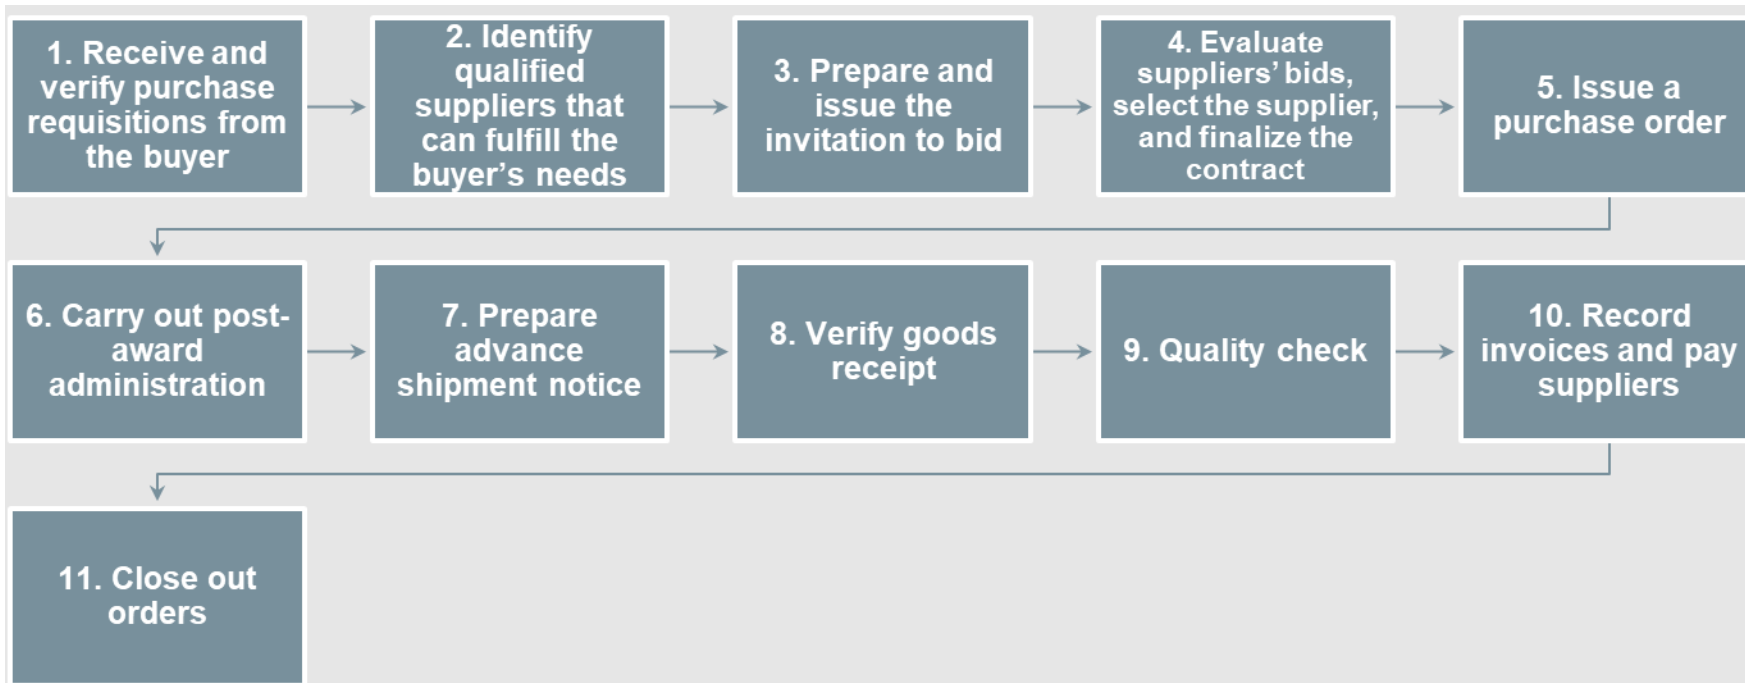 1. Receive and
verify purchase
requisitions from
the buyer
2. Identify
qualified
suppliers that
can fulfill the
buyer's needs
3. Prepare and
issue the
invitation to bid
4. Evaluate
suppliers' bids,
select the supplier,
and finalize the
contract
5. Issue a
purchase order
6. Carry out post-
award
administration
7. Prepare
advance
shipment notice
8. Verify goods
receipt
9. Quality check
10. Record
invoices and pay
suppliers
11. Close out
orders